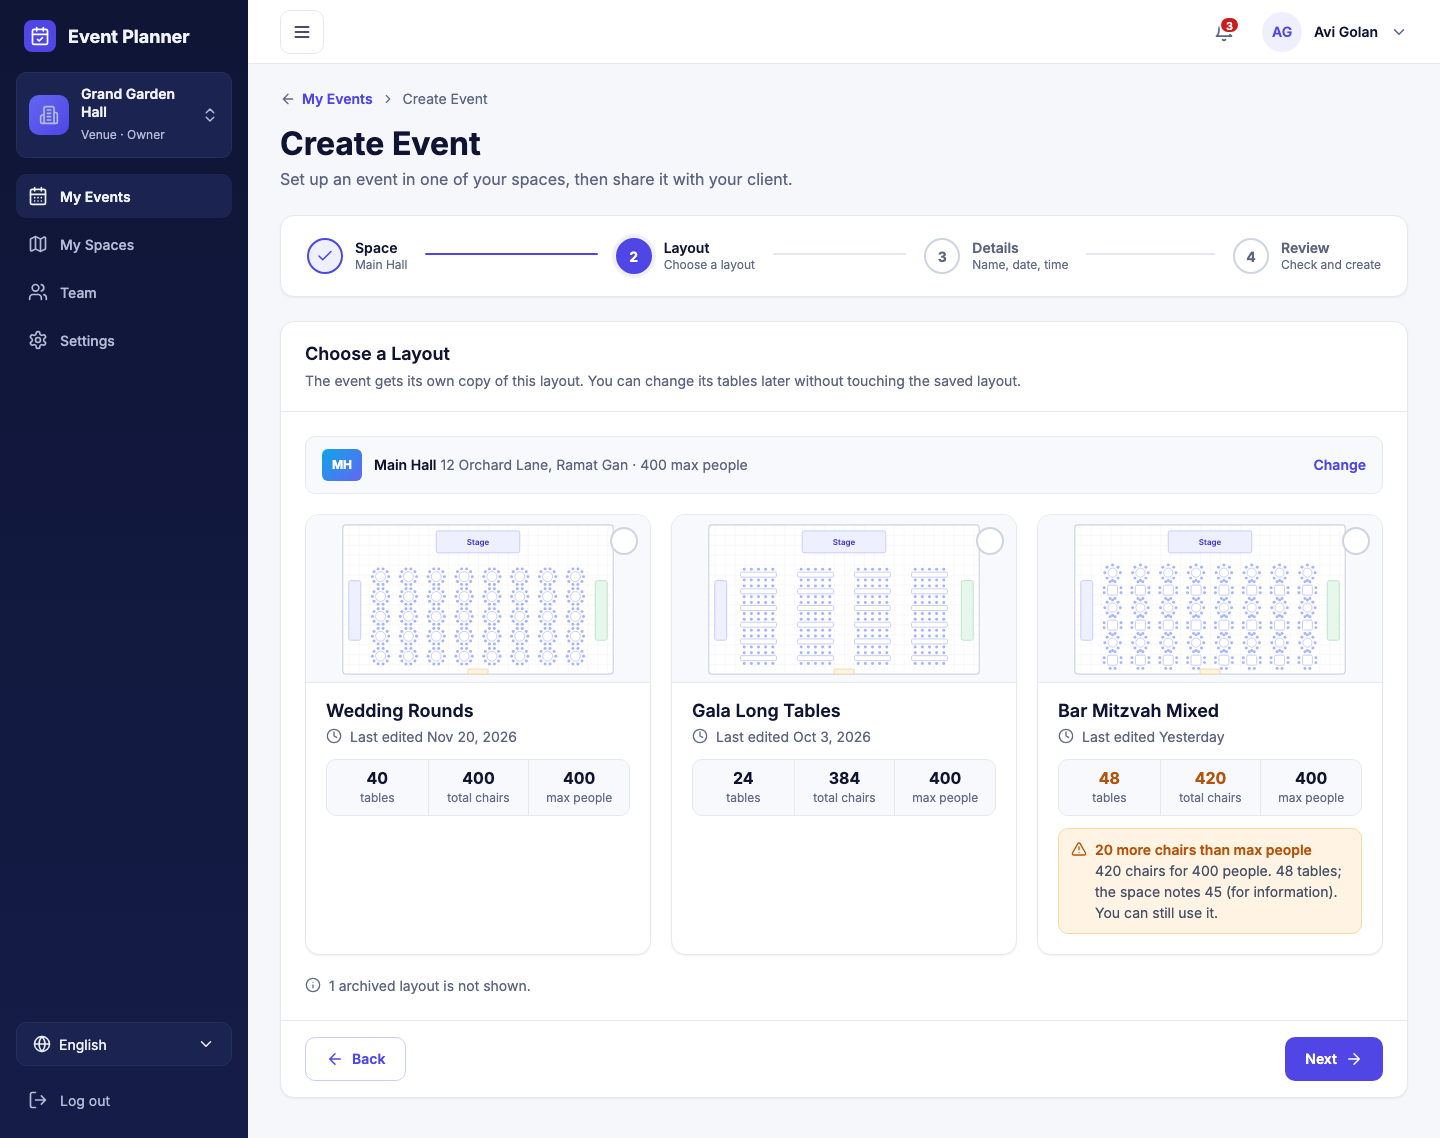 Event Planner
Grand Garden
Hall
Venue · Owner
My Events
My Spaces
Team
Settings
English
Log out
3
AG
Avi Golan
My Events
Create Event
Create Event
Set up an event in one of your spaces, then share it with your client.
Space
Main Hall
2
Layout
Choose a layout
3
Details
Name, date, time
4
Review
Check and create
Choose a Layout
The event gets its own copy of this layout. You can change its tables later without touching the saved layout.
MH
Main Hall 12 Orchard Lane, Ramat Gan · 400 max people
Change
Stage
Wedding Rounds
Last edited Nov 20, 2026
40
tables
400
total chairs
400
max people
Stage
Gala Long Tables
Last edited Oct 3, 2026
24
tables
384
total chairs
400
max people
Stage
Bar Mitzvah Mixed
Last edited Yesterday
48
tables
420
total chairs
400
max people
20 more chairs than max people
420 chairs for 400 people. 48 tables;
the space notes 45 (for information).
You can still use it.
1 archived layout is not shown.
Back
Next